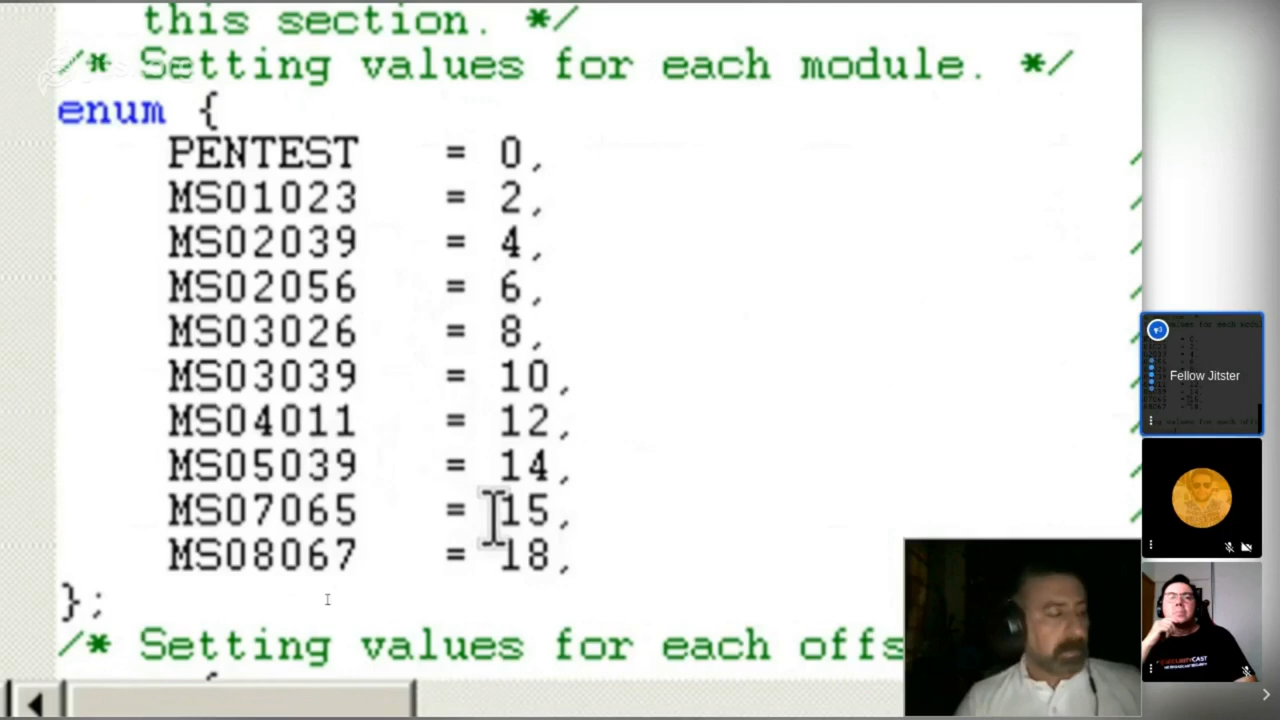 this section. */
/* Setting values for each module. */
enum {
PENTEST = 0,
MS01023 = 2,
MS02039 = 4,
MS02056 = 6,
MS03026 = 8,
MS03039 = 10,
MS04011 = 12,
MS05039 = 14,
MS07065 = 15,
MS08067 = 18,
};
/* Setting values for each offs
Fellow Jitster